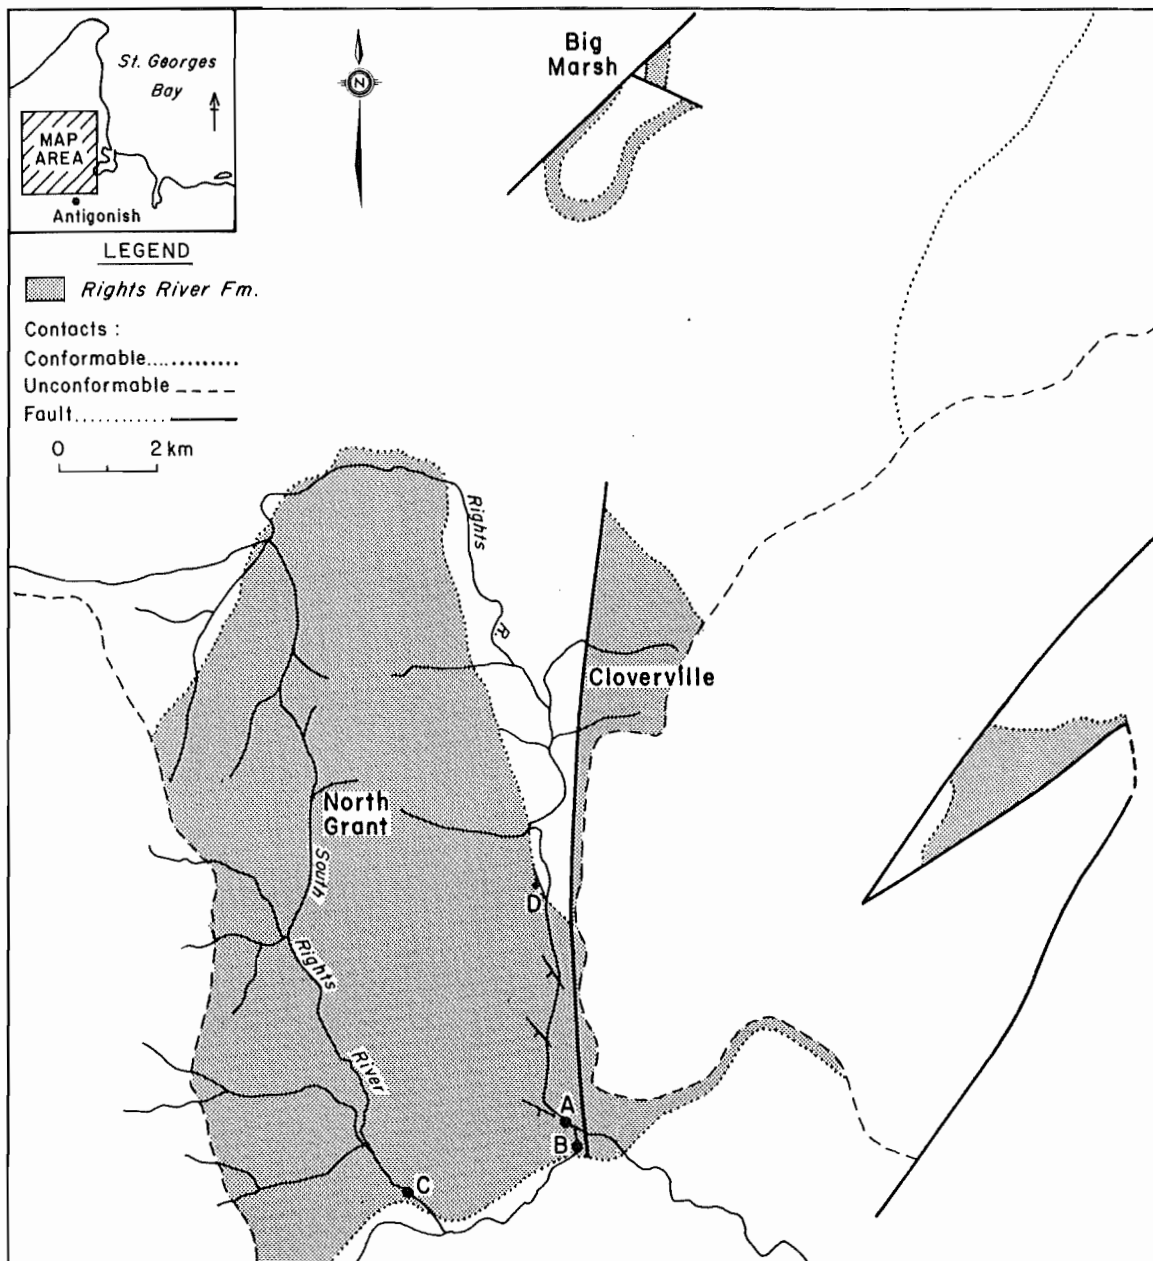 St. Georges
Bay
MAP
AREA
Antigonish
N
Big
Marsh
LEGEND
Rights River Fm.
Contacts :
Conformable....
Unconformable
Fault............
0 2 km
Rights
R.
Cloverville
North
Grant
South
Rights
River
D
A
B
C